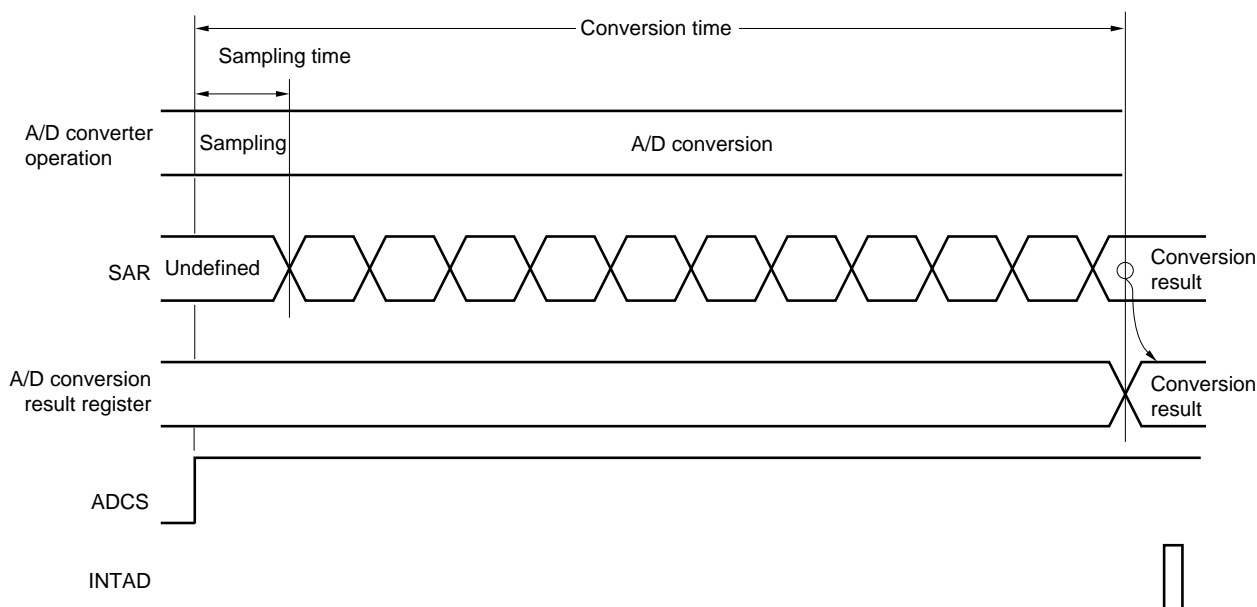 Conversion time
Sampling time
A/D converter
operation
Sampling
A/D conversion
SAR
Undefined
Conversion
result
A/D conversion
result register
Conversion
result
ADCS
INTAD